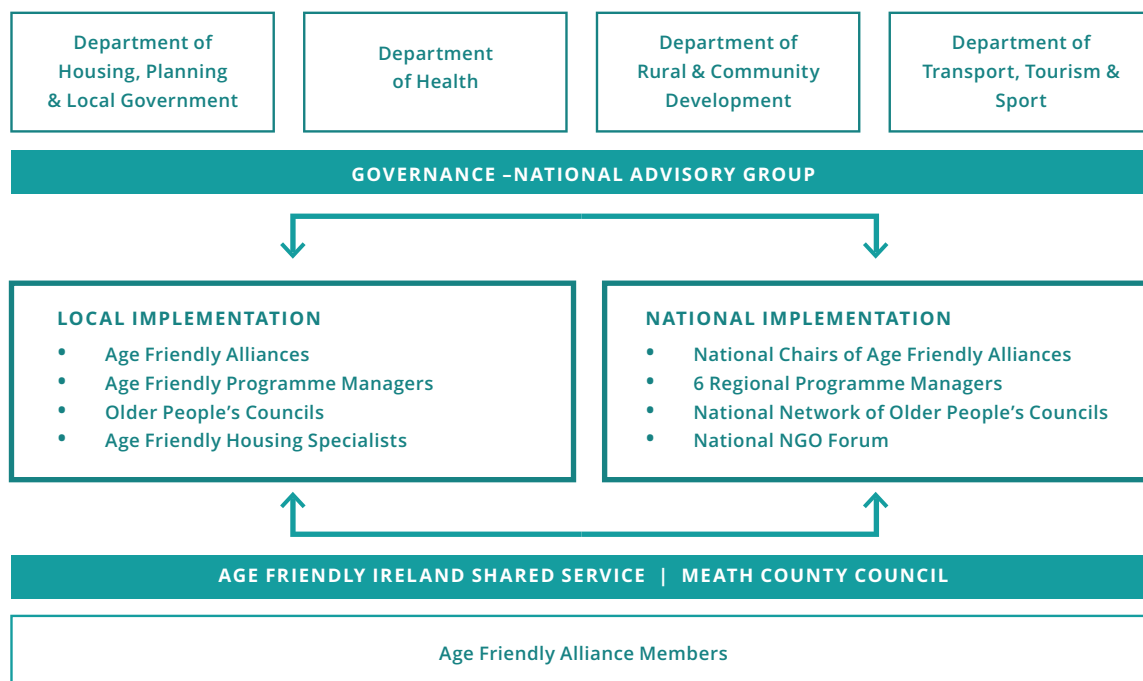 Department of
Housing, Planning
& Local Government
Department
of Health
Department of
Rural & Community
Development
Department of
Transport, Tourism &
Sport
GOVERNANCE –NATIONAL ADVISORY GROUP
LOCAL IMPLEMENTATION
• Age Friendly Alliances
• Age Friendly Programme Managers
• Older People’s Councils
• Age Friendly Housing Specialists
NATIONAL IMPLEMENTATION
• National Chairs of Age Friendly Alliances
• 6 Regional Programme Managers
• National Network of Older People’s Councils
• National NGO Forum
AGE FRIENDLY IRELAND SHARED SERVICE | MEATH COUNTY COUNCIL
Age Friendly Alliance Members